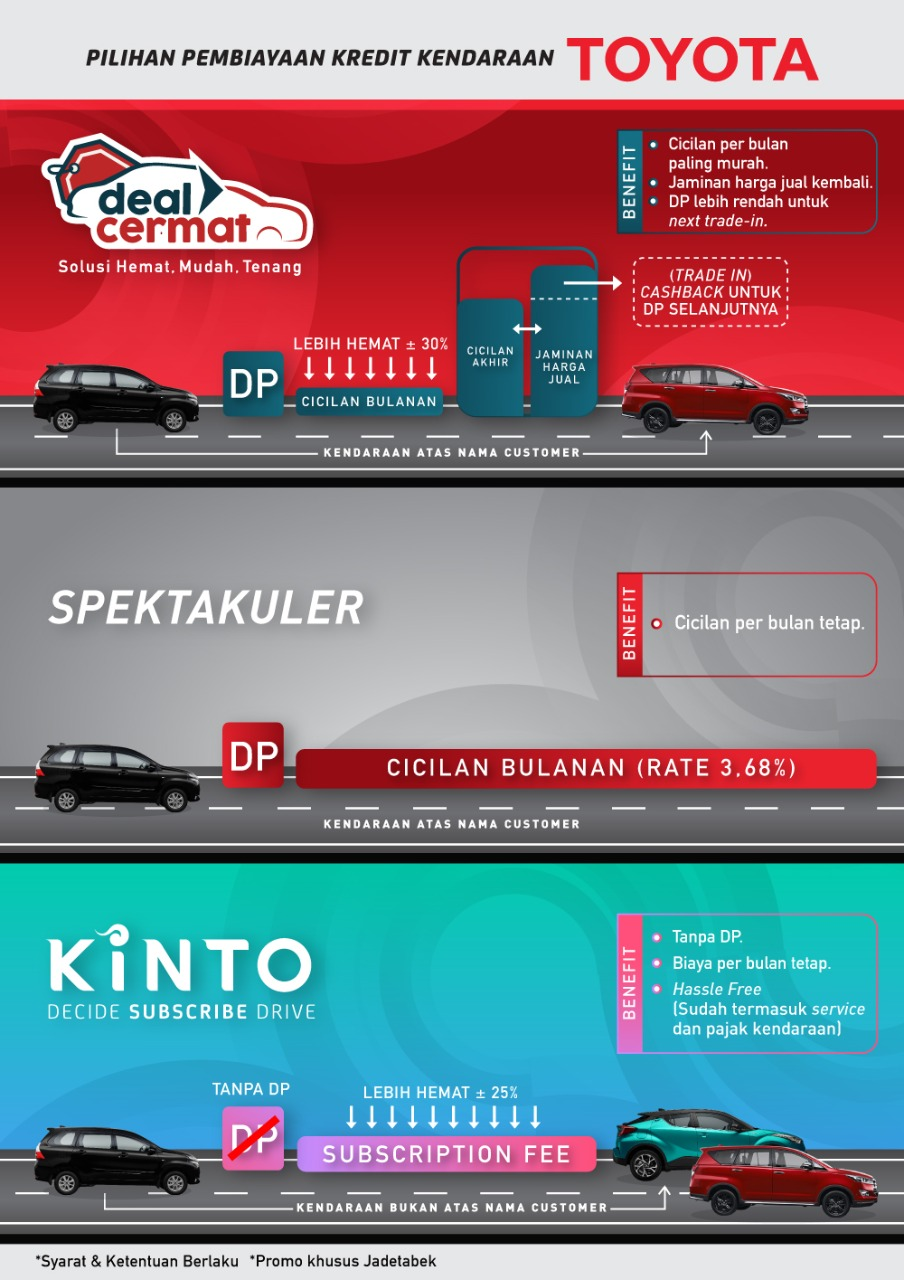 PILIHAN PEMBIAYAAN KREDIT KENDARAAN TOYOTA
deal
cermat
Solusi Hemat, Mudah, Tenang
BENEFIT
Cicilan per bulan
paling murah.
Jaminan harga jual kembali.
DP lebih rendah untuk
next trade-in.
(TRADE IN)
CASHBACK UNTUK
DP SELANJUTNYA
LEBIH HEMAT ± 30%
DP
CICILAN BULANAN
CICILAN
AKHIR
JAMINAN
HARGA
JUAL
KENDARAAN ATAS NAMA CUSTOMER
SPEKTAKULER
BENEFIT
Cicilan per bulan tetap.
DP
CICILAN BULANAN (RATE 3,68%)
KENDARAAN ATAS NAMA CUSTOMER
KiNTO
DECIDE SUBSCRIBE DRIVE
BENEFIT
Tanpa DP.
Biaya per bulan tetap.
Hassle Free
(Sudah termasuk service
dan pajak kendaraan)
TANPA DP
LEBIH HEMAT ± 25%
DP
SUBSCRIPTION FEE
KENDARAAN BUKAN ATAS NAMA CUSTOMER
*Syarat & Ketentuan Berlaku *Promo khusus Jadetabek